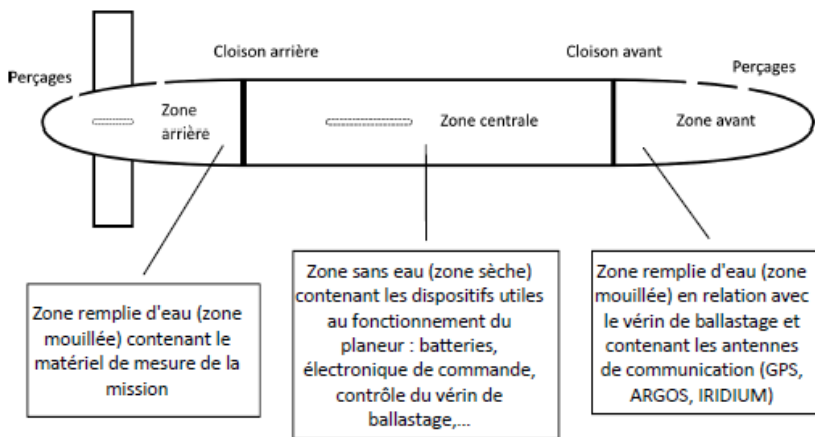 Cloison arrière
Cloison avant
Perçages
Perçages
Zone
arrière
Zone centrale
Zone avant
Zone remplie d'eau (zone
mouillée) contenant le
matériel de mesure de la
mission
Zone sans eau (zone sèche)
contenant les dispositifs utiles
au fonctionnement du
planeur : batteries,
électronique de commande,
contrôle du vérin de
ballastage,...
Zone remplie d'eau (zone
mouillée) en relation avec
le vérin de ballastage et
contenant les antennes
de communication (GPS,
ARGOS, IRIDIUM)